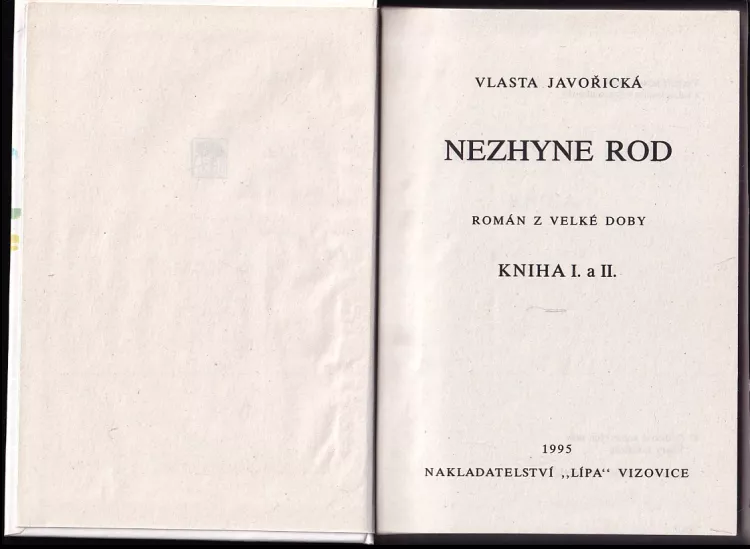 VLASTA JAVOŘICKÁ
NEZHYNE ROD
ROMÁN Z VELKÉ DOBY
KNIHA I. a II.
1995
NAKLADATELSTVÍ „LÍPA“ VIZOVICE